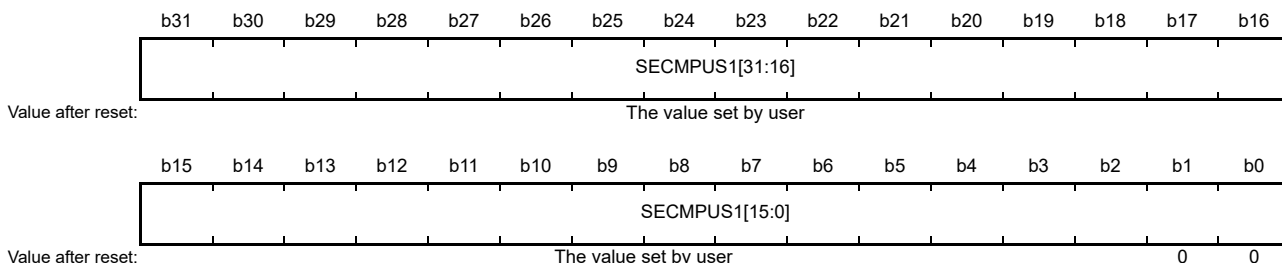 b31 b30 b29 b28 b27 b26 b25 b24 b23 b22 b21 b20 b19 b18 b17 b16
SECMPUS1[31:16]
Value after reset: The value set by user
b15 b14 b13 b12 b11 b10 b9 b8 b7 b6 b5 b4 b3 b2 b1 b0
SECMPUS1[15:0]
Value after reset: The value set by user 0 0